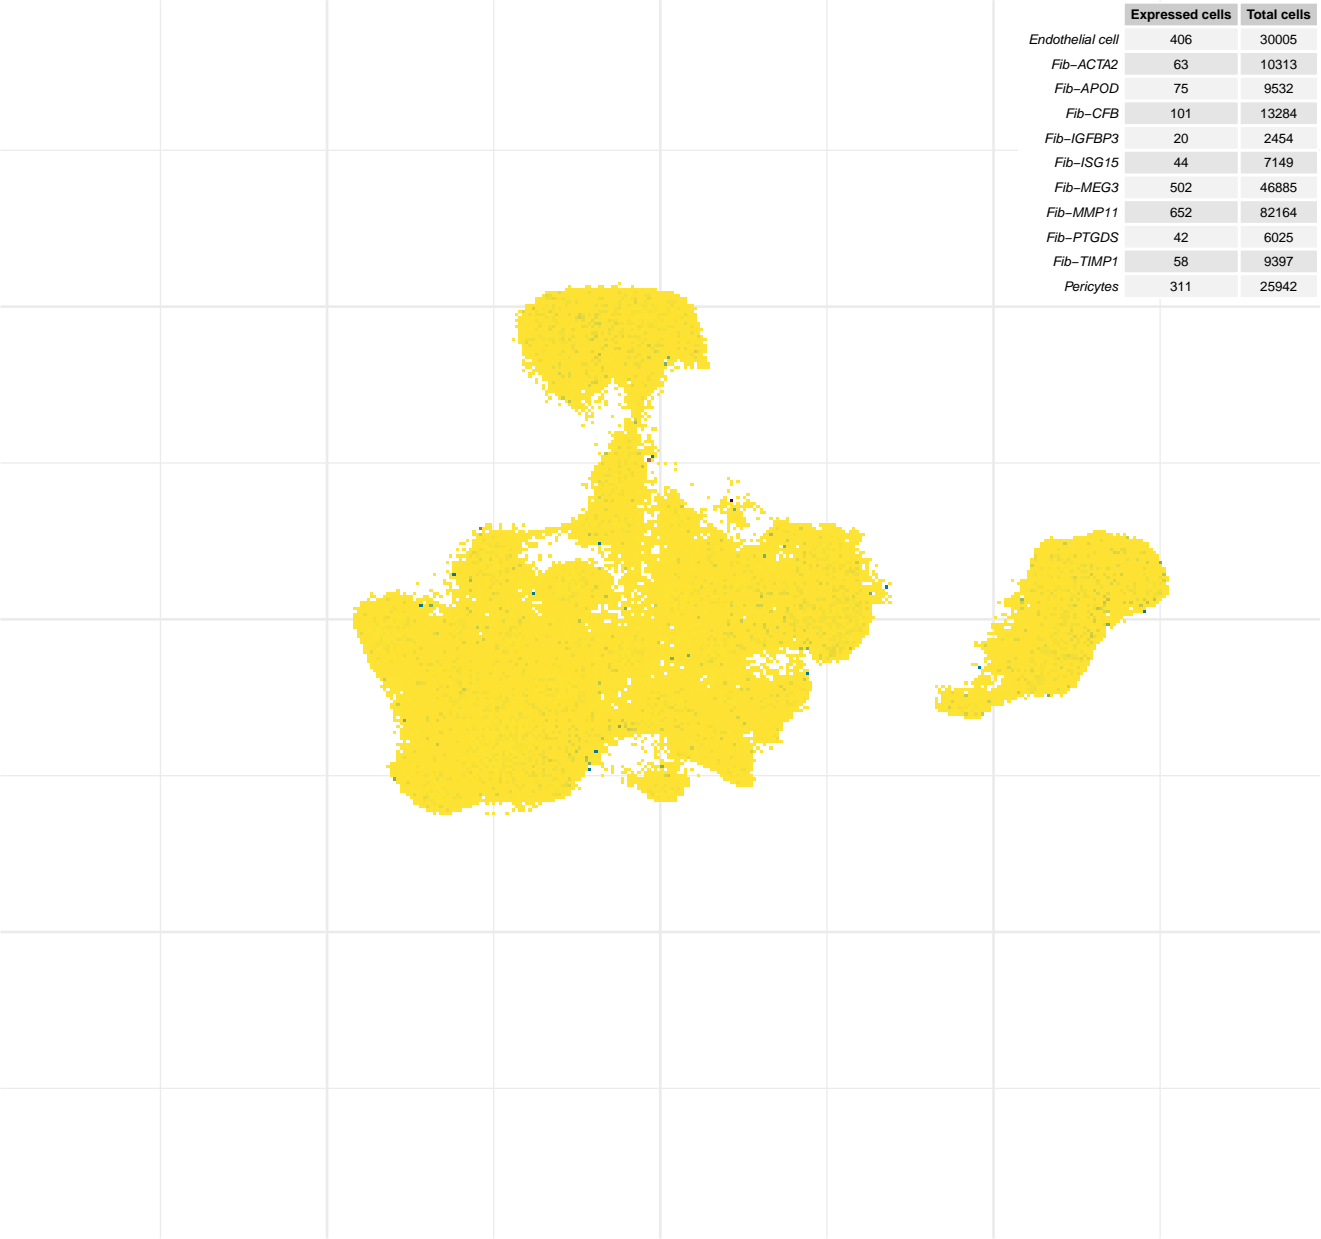 Expressed cells Total cells
Endothelial cell 406 30005
Fib−ACTA2 63 10313
Fib−APOD 75 9532
Fib−CFB 101 13284
Fib−IGFBP3 20 2454
Fib−ISG15 44 7149
Fib−MEG3 502 46885
Fib−MMP11 652 82164
Fib−PTGDS 42 6025
Fib−TIMP1 58 9397
Pericytes 311 25942